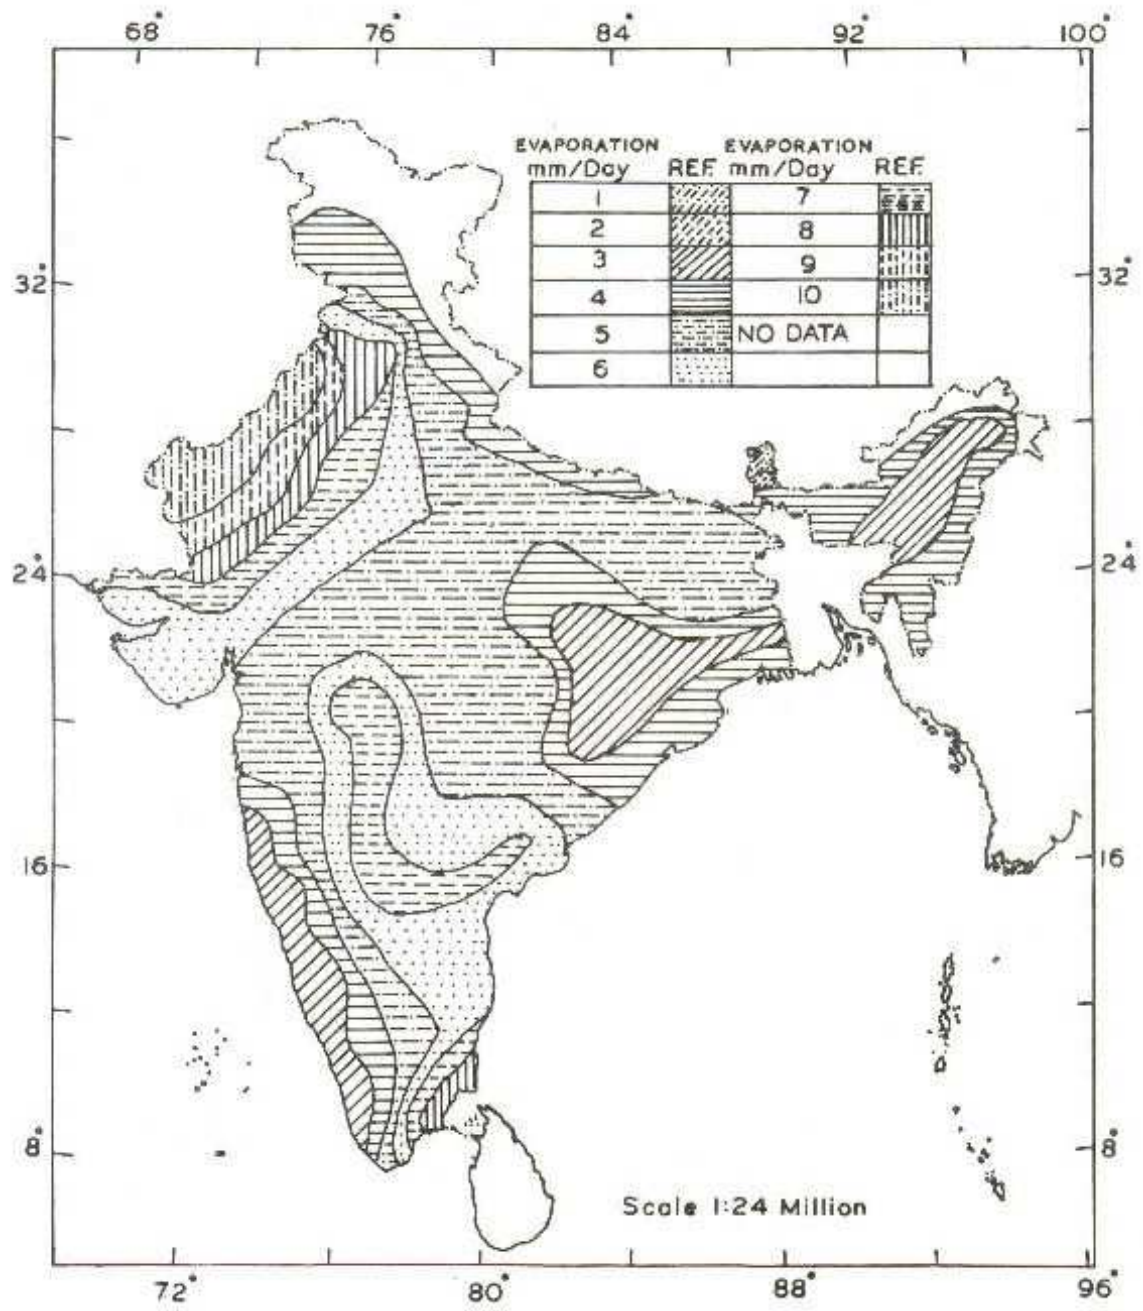 68° 76° 84° 92° 100°
EVAPORATION EVAPORATION
mm/Day REF. mm/Day REF.
1 7
2 8
3 9
4 10
5 NO DATA
6
32° 32°
24° 24°
16 16°
8° 8°
Scale 1:24 Million
72° 80° 88° 96°